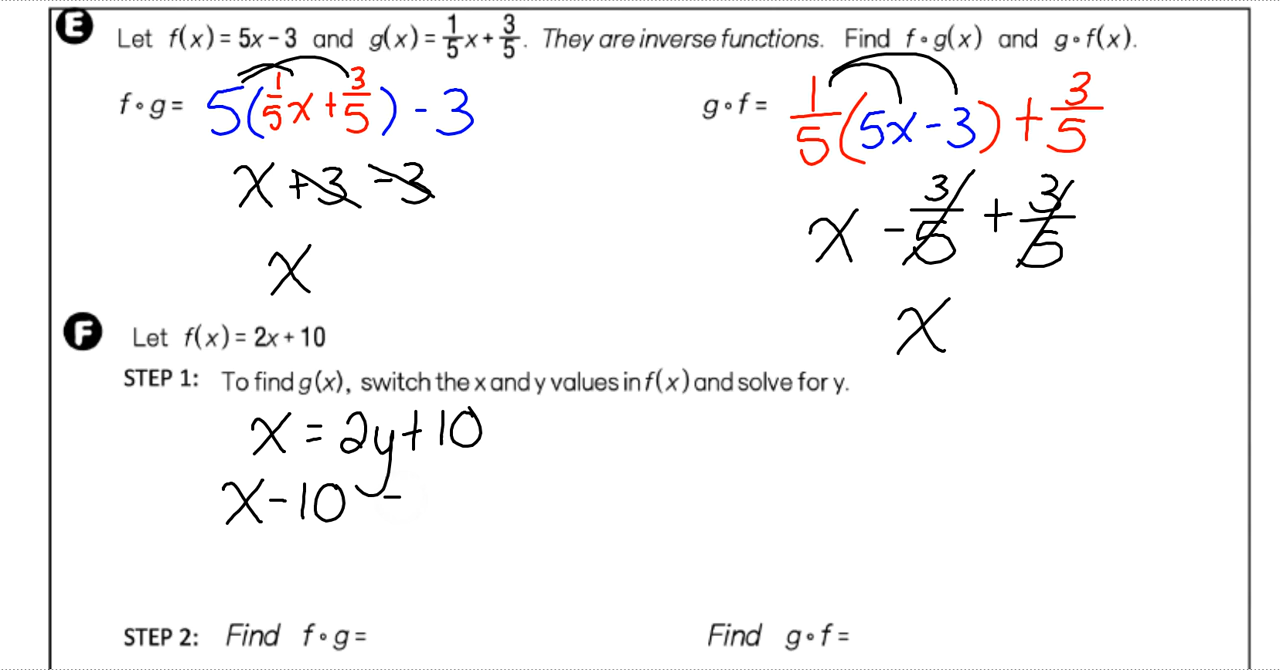 E Let f(x) = 5x - 3 and g(x) = 1/5 x + 3/5. They are inverse functions. Find f∘g(x) and g∘f(x).
f∘g = 5(1/5 x + 3/5) - 3
g∘f = 1/5 (5x - 3) + 3/5
x + 3 - 3
x - 3/5 + 3/5
x
x
F Let f(x) = 2x + 10
STEP 1: To find g(x), switch the x and y values in f(x) and solve for y.
x = 2y + 10
x - 10 -
STEP 2: Find f∘g =
Find g∘f =